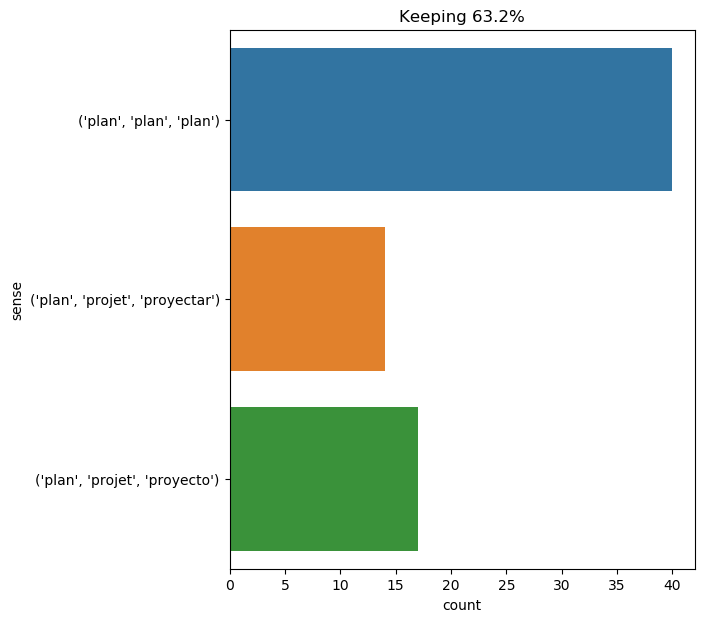 Keeping 63.2%
('plan', 'plan', 'plan')
('plan', 'projet', 'proyectar')
('plan', 'projet', 'proyecto')
sense
0 5 10 15 20 25 30 35 40
count